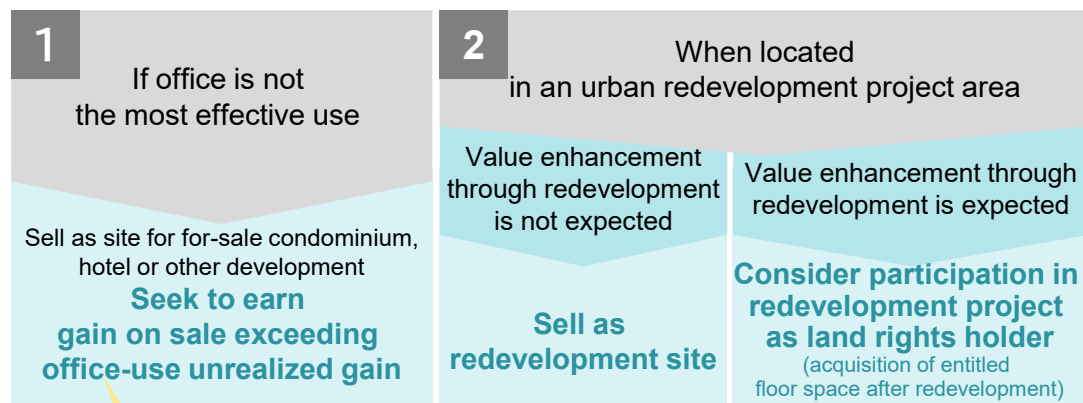 1
If office is not
the most effective use
Sell as site for for-sale condominium,
hotel or other development
Seek to earn
gain on sale exceeding
office-use unrealized gain
2
When located
in an urban redevelopment project area
Value enhancement
through redevelopment
is not expected
Sell as
redevelopment site
Value enhancement through
redevelopment is expected
Consider participation in
redevelopment project
as land rights holder
(acquisition of entitled
floor space after redevelopment)